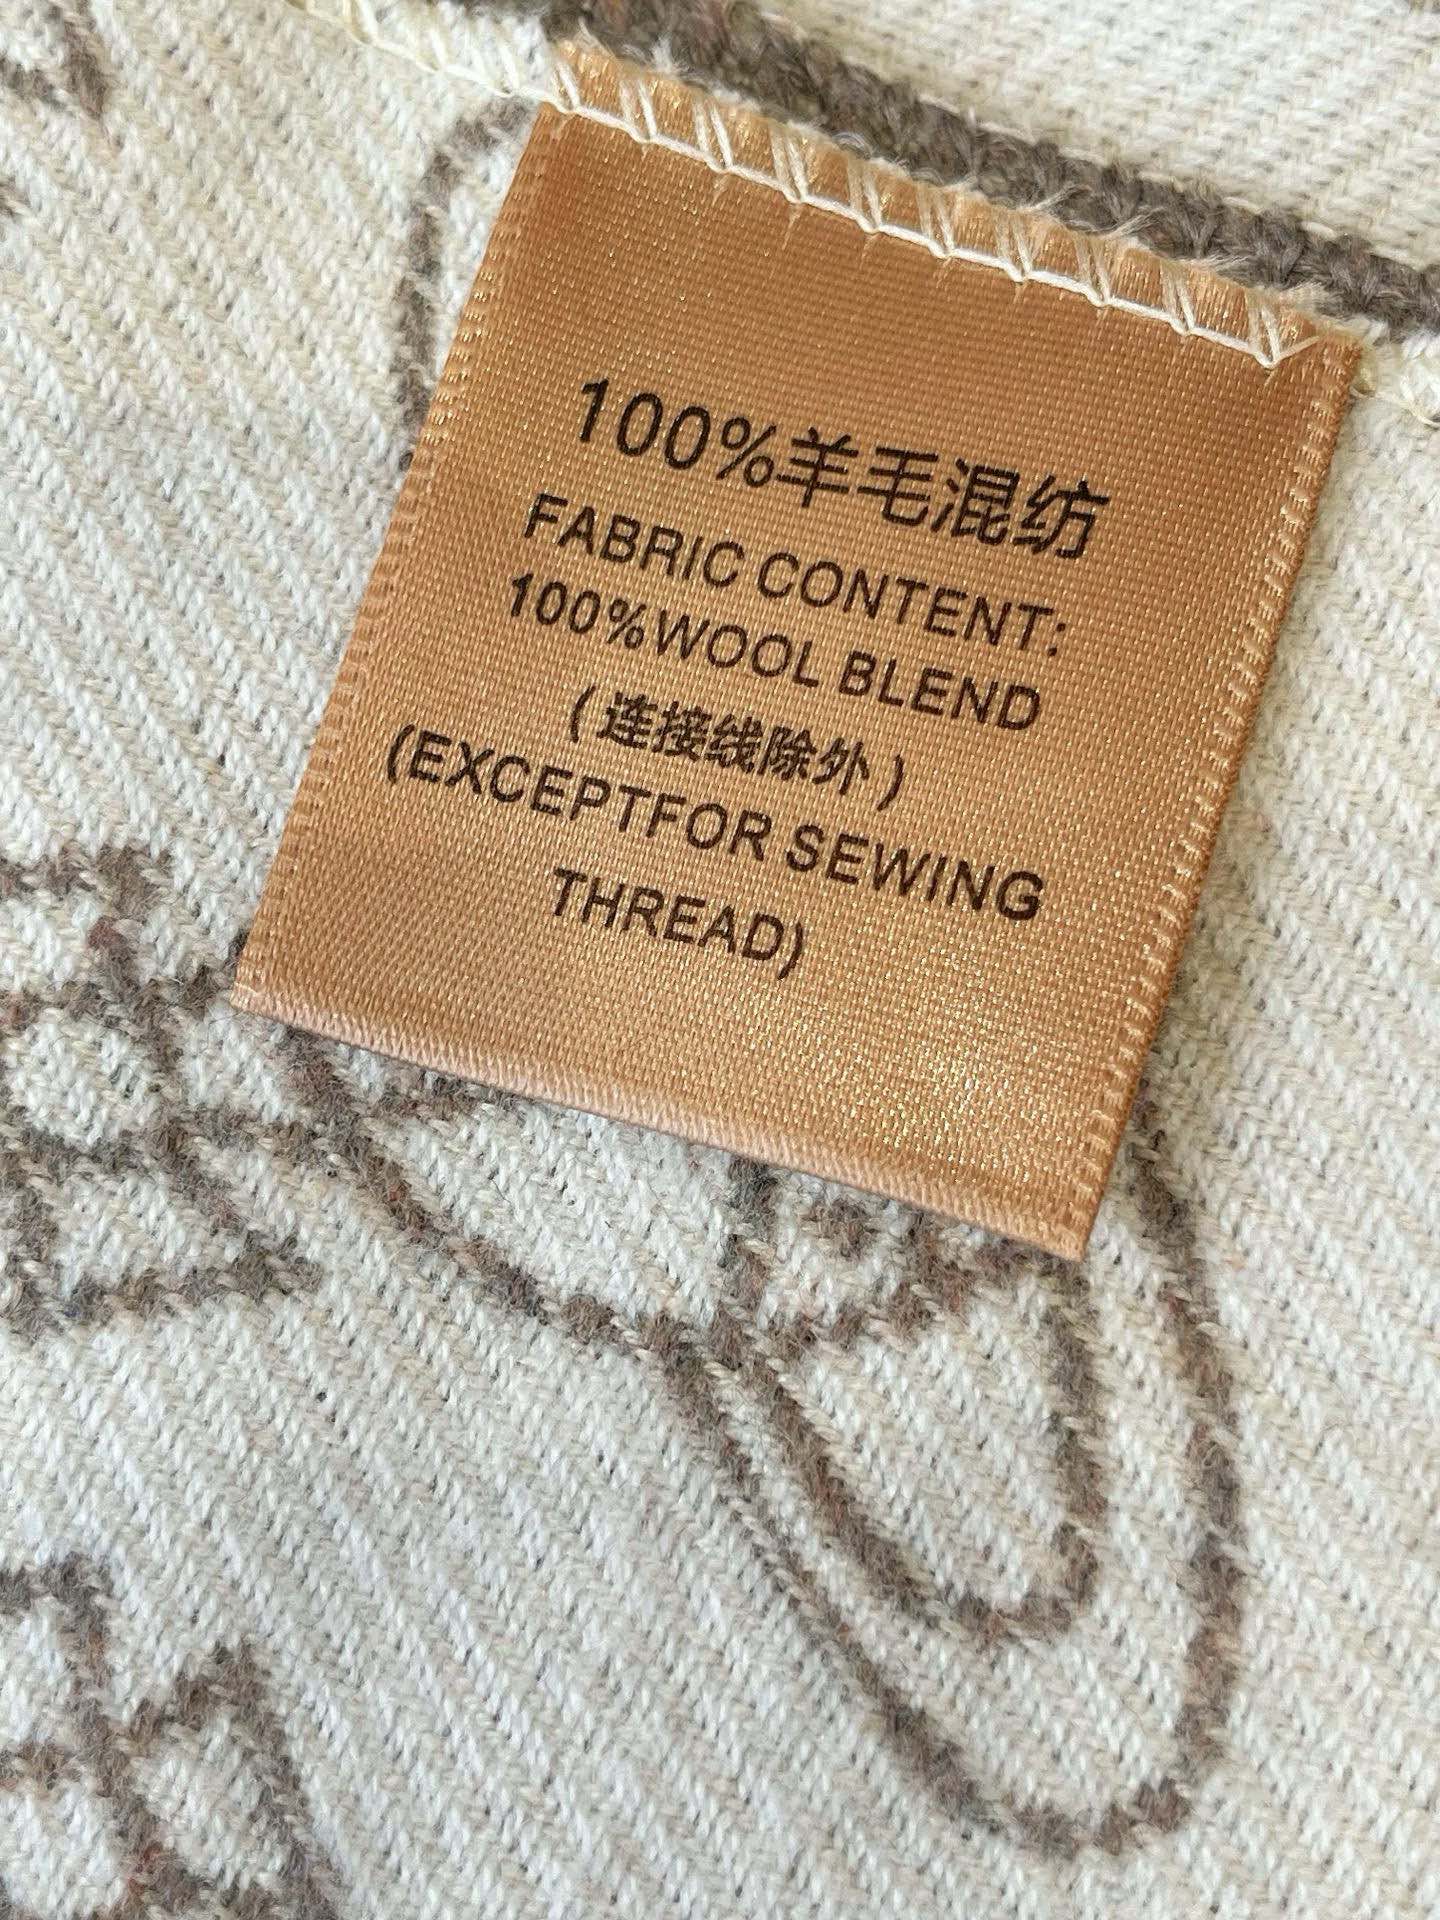 100%羊毛混纺
FABRIC CONTENT:
100%WOOL BLEND
(连接线除外)
(EXCEPTFOR SEWING
THREAD)